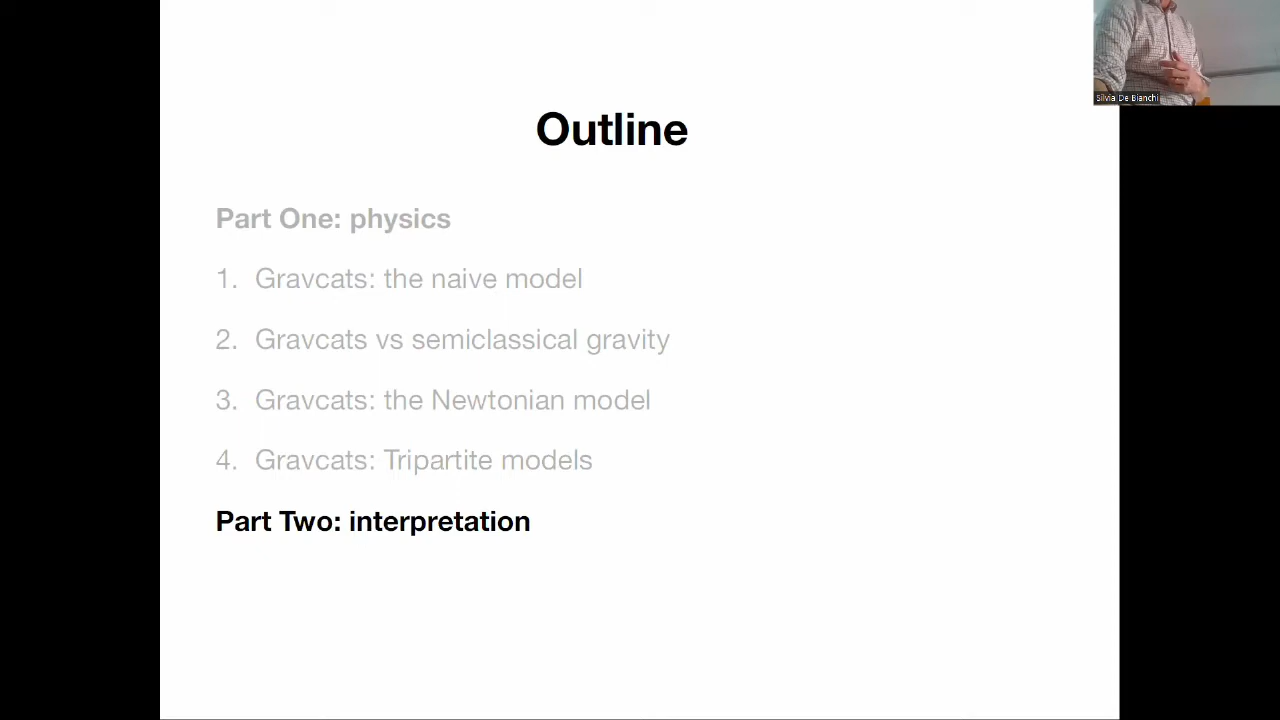 Silvia De Bianchi
Outline
Part One: physics
1. Gravcats: the naive model
2. Gravcats vs semiclassical gravity
3. Gravcats: the Newtonian model
4. Gravcats: Tripartite models
Part Two: interpretation